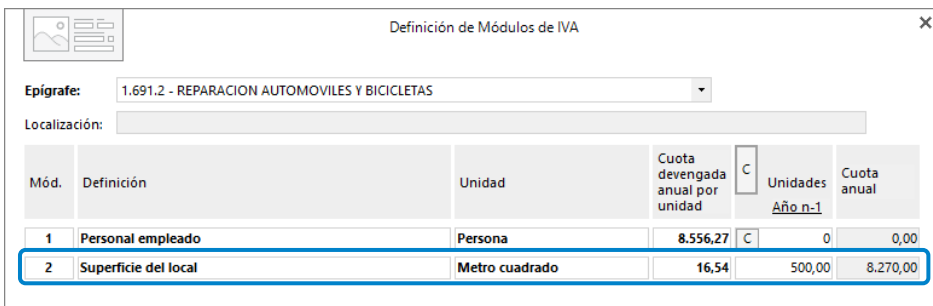 Definición de Módulos de IVA
Epígrafe: 1.691.2 - REPARACION AUTOMOVILES Y BICICLETAS
Localización:
Mód. Definición Unidad Cuota devengada anual por unidad C Unidades Año n-1 Cuota anual
1 Personal empleado Persona 8.556,27 C 0 0,00
2 Superficie del local Metro cuadrado 16,54 500,00 8.270,00